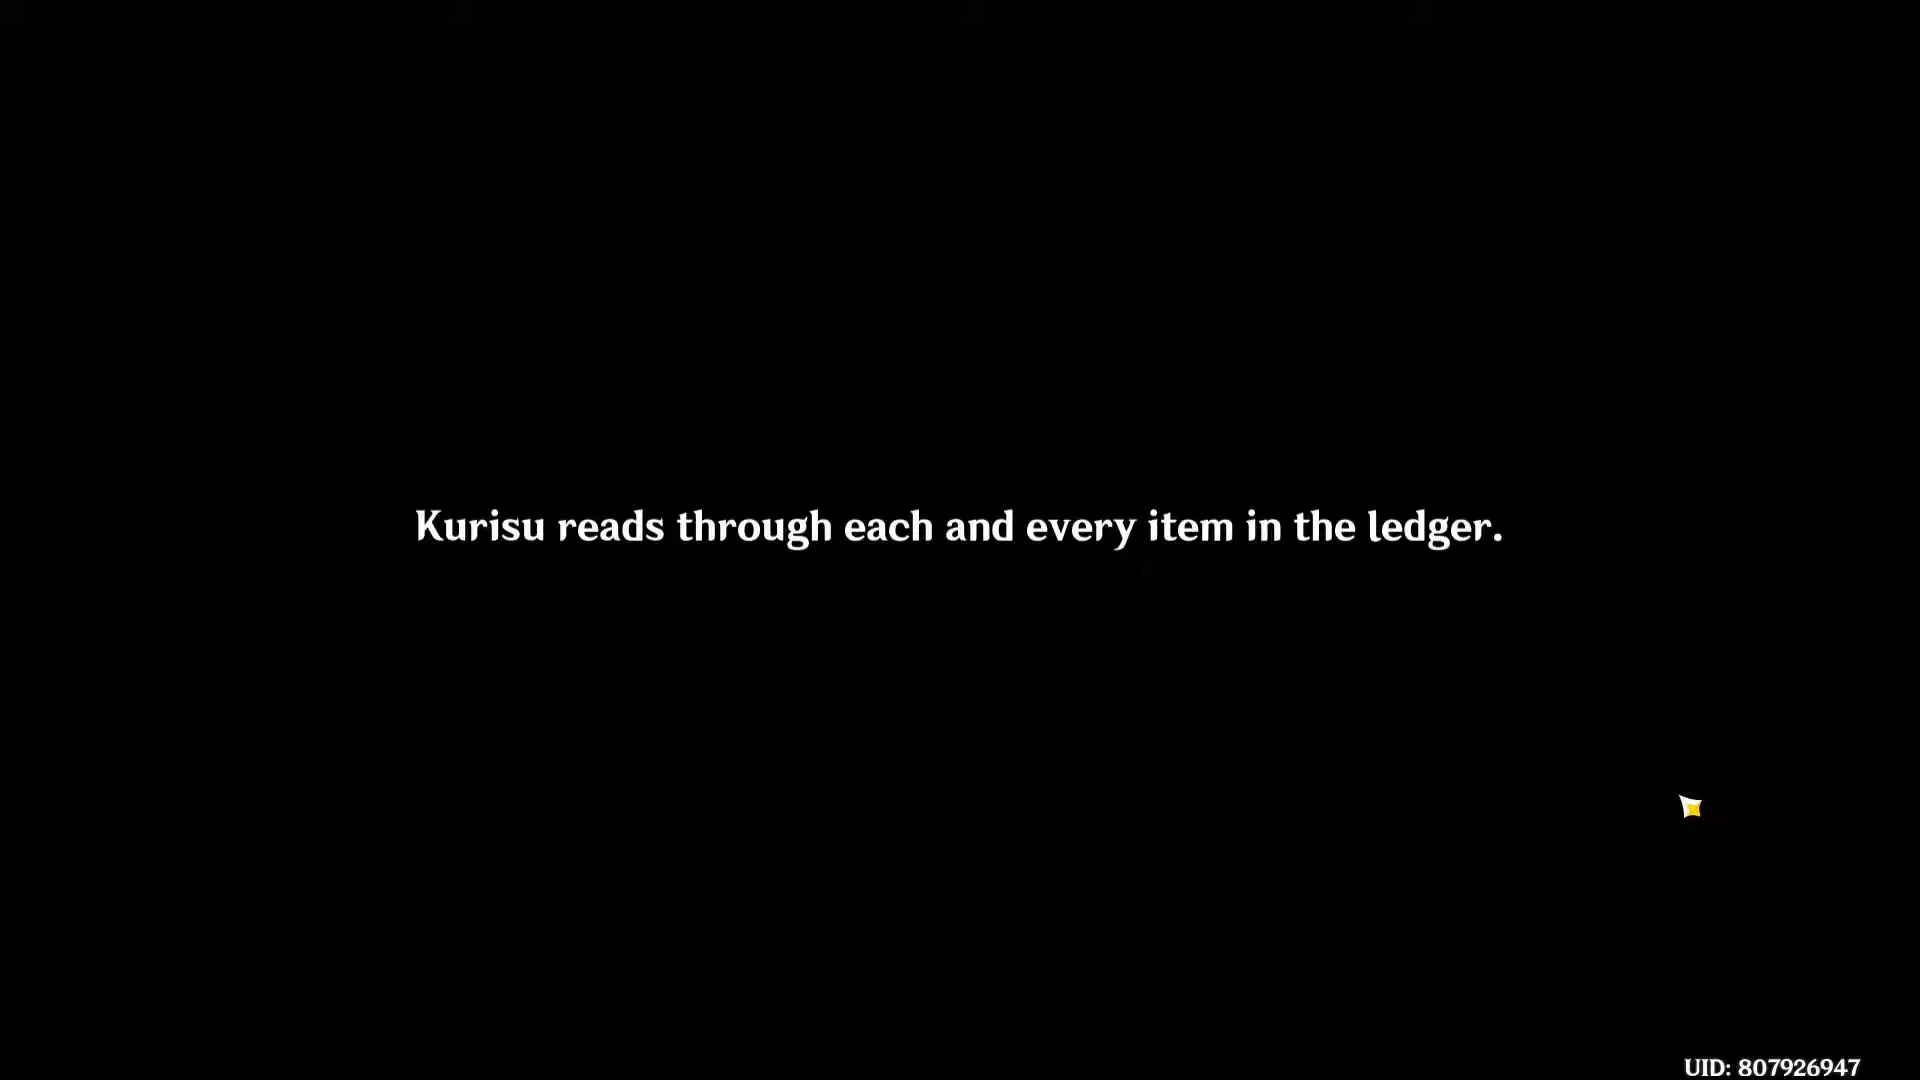 Kurisu reads through each and every item in the ledger.
UID: 807926947